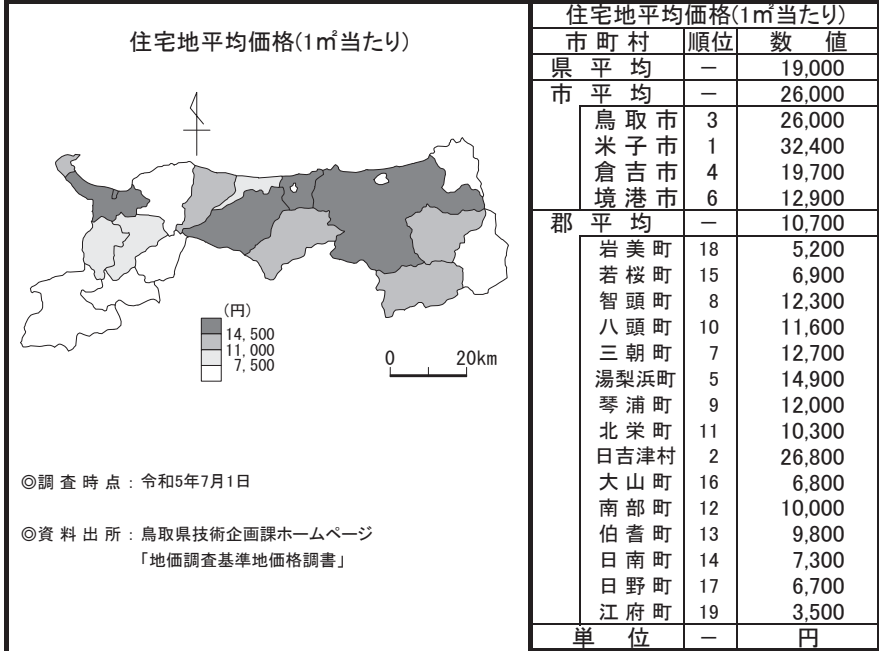 住宅地平均価格(1㎡当たり)
(円)
14,500
11,000
7,500
0 20km
◎調査時点：令和5年7月1日
◎資料出所：鳥取県技術企画課ホームページ
「地価調査基準地価格調書」
住宅地平均価格(1㎡当たり)
市町村 順位 数値
県平均 － 19,000
市平均 － 26,000
鳥取市 3 26,000
米子市 1 32,400
倉吉市 4 19,700
境港市 6 12,900
郡平均 － 10,700
岩美町 18 5,200
若桜町 15 6,900
智頭町 8 12,300
八頭町 10 11,600
三朝町 7 12,700
湯梨浜町 5 14,900
琴浦町 9 12,000
北栄町 11 10,300
日吉津村 2 26,800
大山町 16 6,800
南部町 12 10,000
伯耆町 13 9,800
日南町 14 7,300
日野町 17 6,700
江府町 19 3,500
単位 － 円